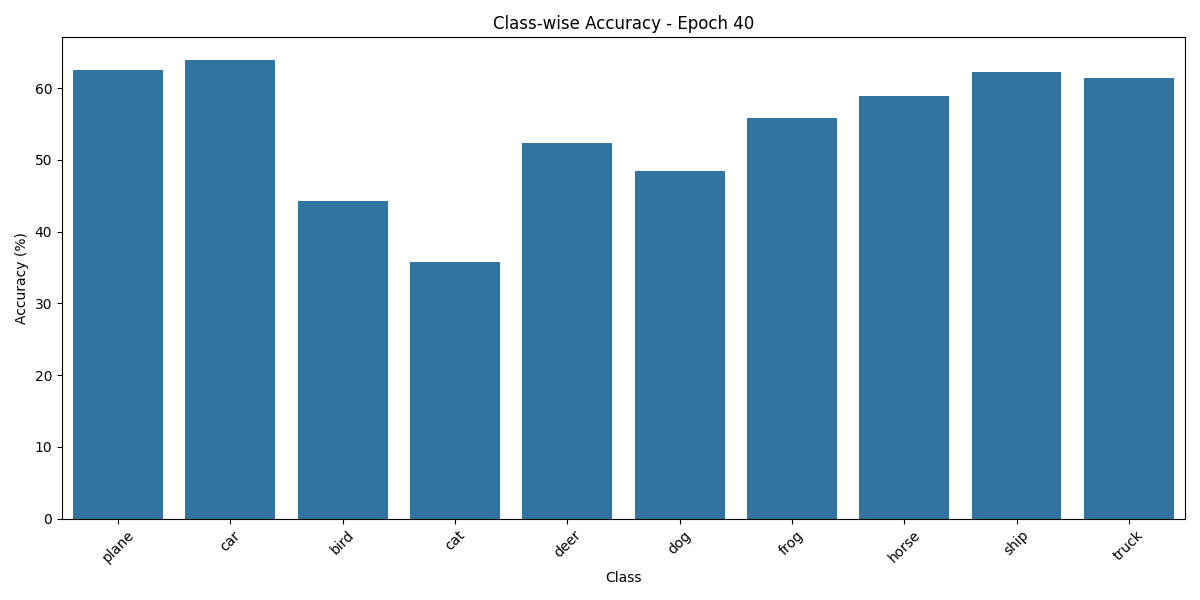 Class-wise Accuracy - Epoch 40
Accuracy (%)
60
50
40
30
20
10
0
plane
car
bird
cat
deer
dog
frog
horse
ship
truck
Class